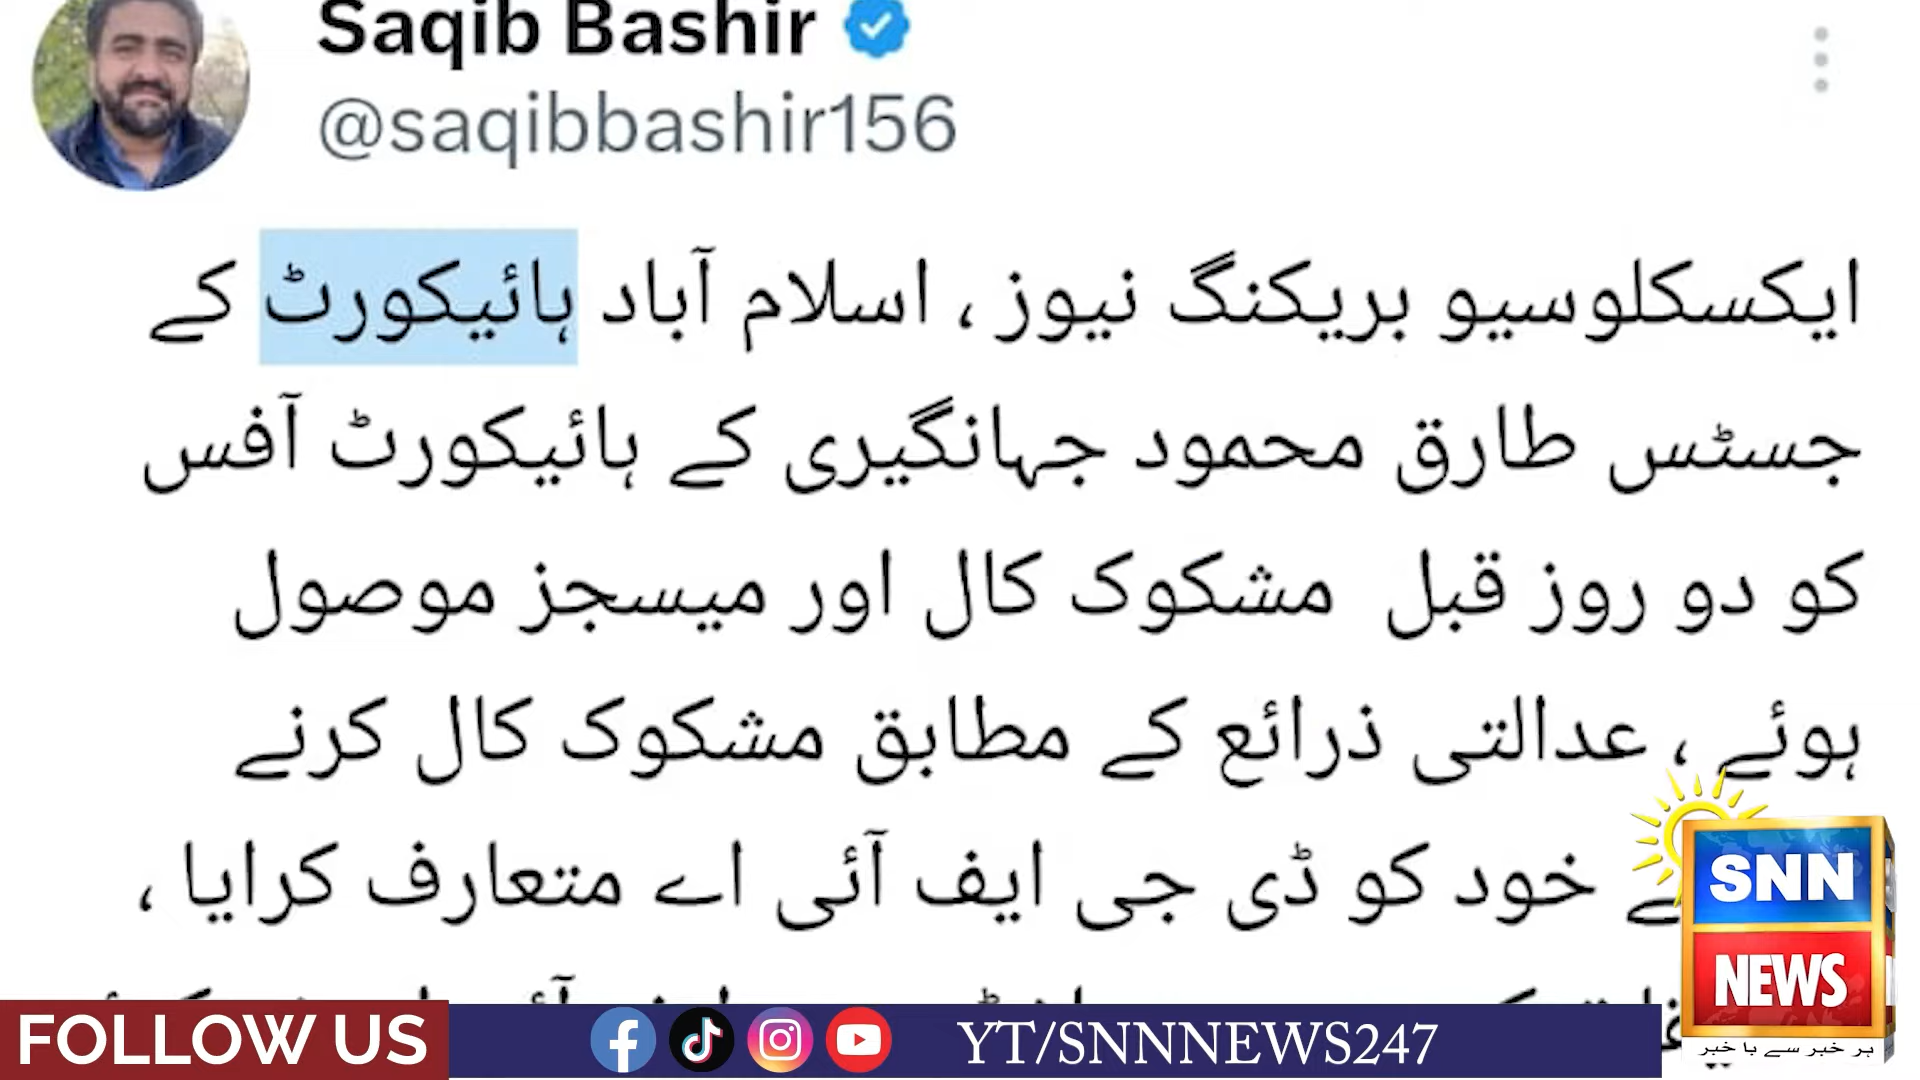 Saqib Bashir
@saqibbashir156
ایکسکلوسیو بریکنگ نیوز ، اسلام آباد ہائیکورٹ کے
جسٹس طارق محمود جہانگیری کے ہائیکورٹ آفس
کو دو روز قبل مشکوک کال اور میسجز موصول
ہوئے ، عدالتی ذرائع کے مطابق مشکوک کال کرنے
خود کو ڈی جی ایف آئی اے متعارف کرایا ،
SNN
NEWS
ہر خبر سے با خبر
FOLLOW US
YT/SNNNEWS247